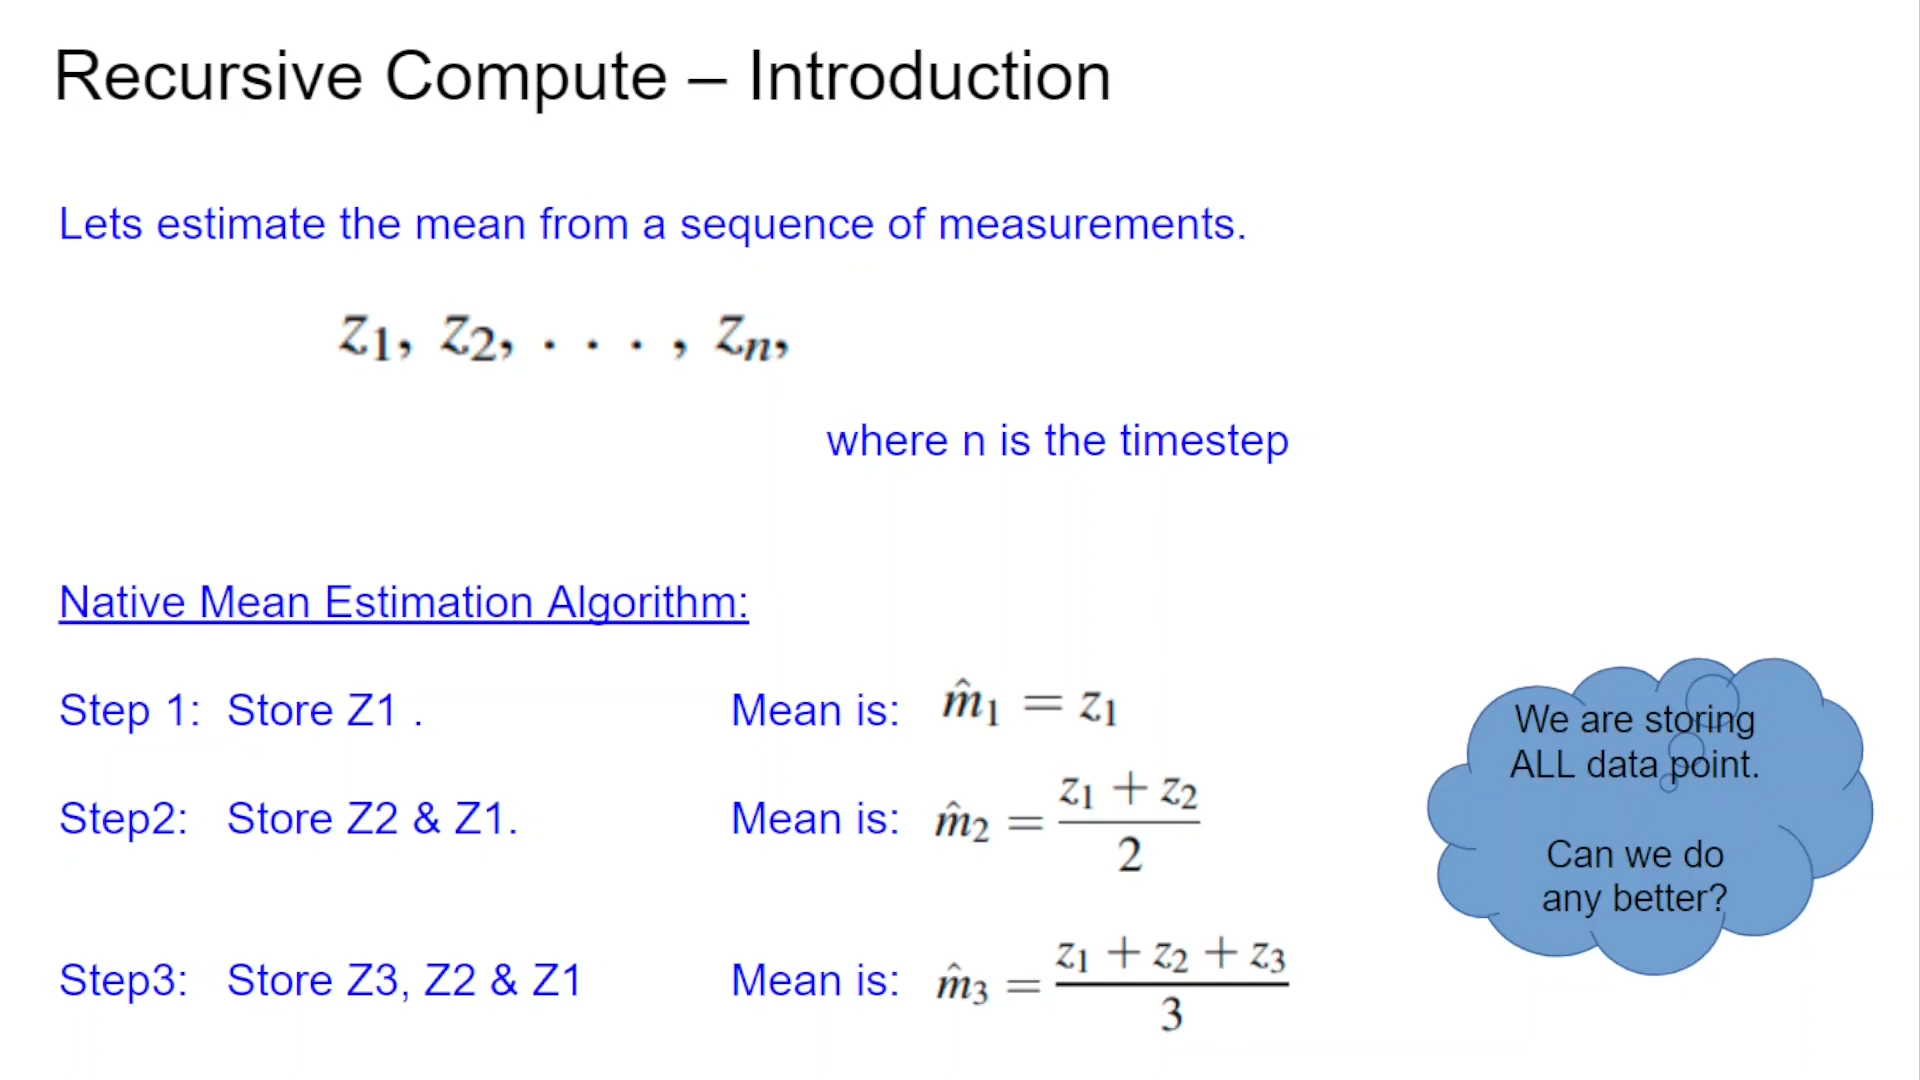 Recursive Compute – Introduction
Lets estimate the mean from a sequence of measurements.
z₁, z₂, . . . , zₙ,
where n is the timestep
Native Mean Estimation Algorithm:
Step 1: Store Z1 . Mean is: m̂₁ = z₁
Step2: Store Z2 & Z1. Mean is: m̂₂ = (z₁ + z₂) / 2
Step3: Store Z3, Z2 & Z1 Mean is: m̂₃ = (z₁ + z₂ + z₃) / 3
We are storing
ALL data point.
Can we do
any better?